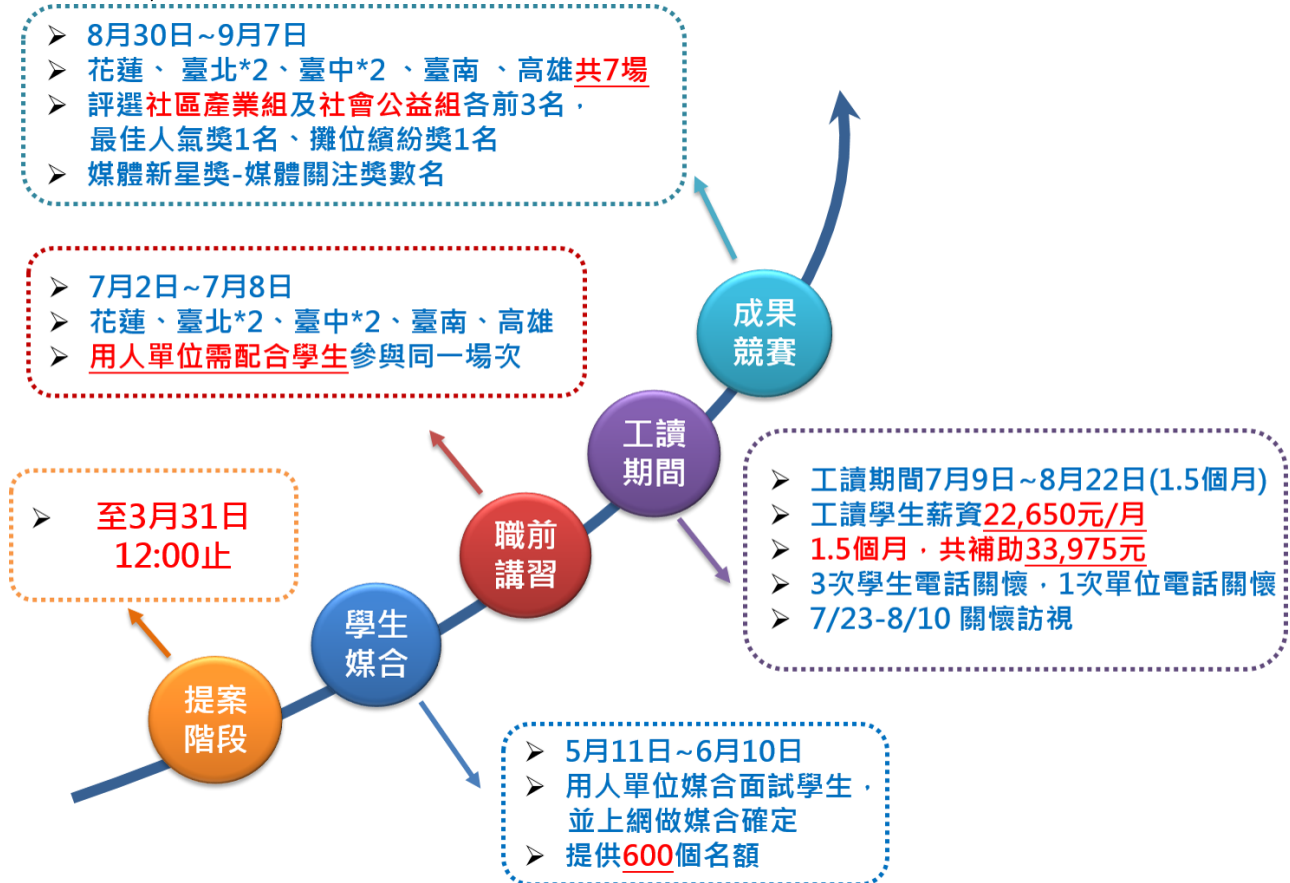 ➢ 8月30日~9月7日
➢ 花蓮、 臺北*2、臺中*2 、臺南 、高雄共7場
➢ 評選社區產業組及社會公益組各前3名，
最佳人氣獎1名、攤位繽紛獎1名
➢ 媒體新星獎-媒體關注獎數名
成果
競賽
➢ 7月2日~7月8日
➢ 花蓮、臺北*2、臺中*2、臺南、高雄
➢ 用人單位需配合學生參與同一場次
工讀
期間
➢ 工讀期間7月9日~8月22日(1.5個月)
➢ 工讀學生薪資22,650元/月
➢ 1.5個月，共補助33,975元
➢ 3次學生電話關懷，1次單位電話關懷
➢ 7/23-8/10 關懷訪視
職前
講習
➢ 至3月31日
12:00止
學生
媒合
提案
階段
➢ 5月11日~6月10日
➢ 用人單位媒合面試學生，
並上網做媒合確定
➢ 提供600個名額